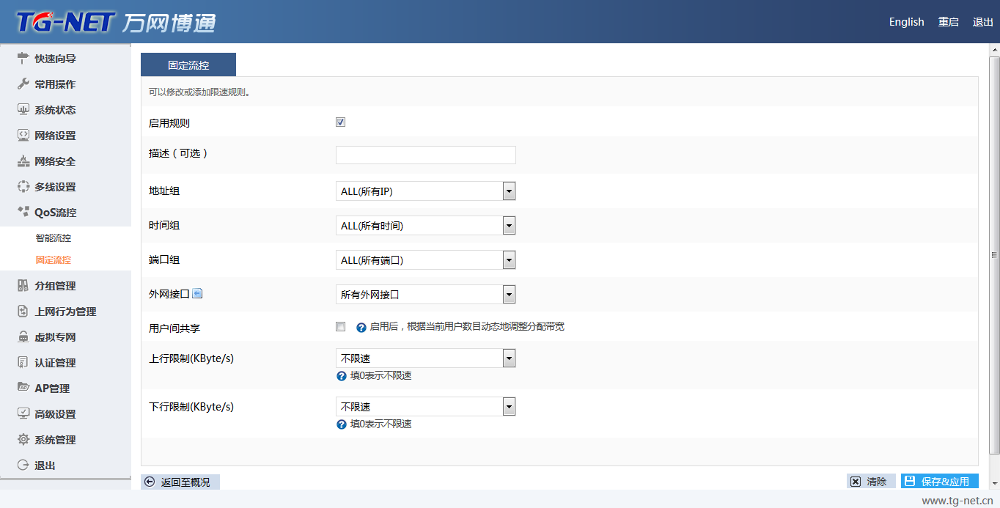 TG-NET 万网博通
English 重启 退出
快速向导
常用操作
系统状态
网络设置
网络安全
多线设置
QoS流控
智能流控
固定流控
分组管理
上网行为管理
虚拟专网
认证管理
AP管理
高级设置
系统管理
退出
固定流控
可以修改或添加限速规则。
启用规则
描述（可选）
地址组 ALL(所有IP)
时间组 ALL(所有时间)
端口组 ALL(所有端口)
外网接口 所有外网接口
用户间共享 启用后，根据当前用户数目动态地调整分配带宽
上行限制(KByte/s) 不限速
填0表示不限速
下行限制(KByte/s) 不限速
填0表示不限速
返回至概况 清除 保存&应用
www.tg-net.cn